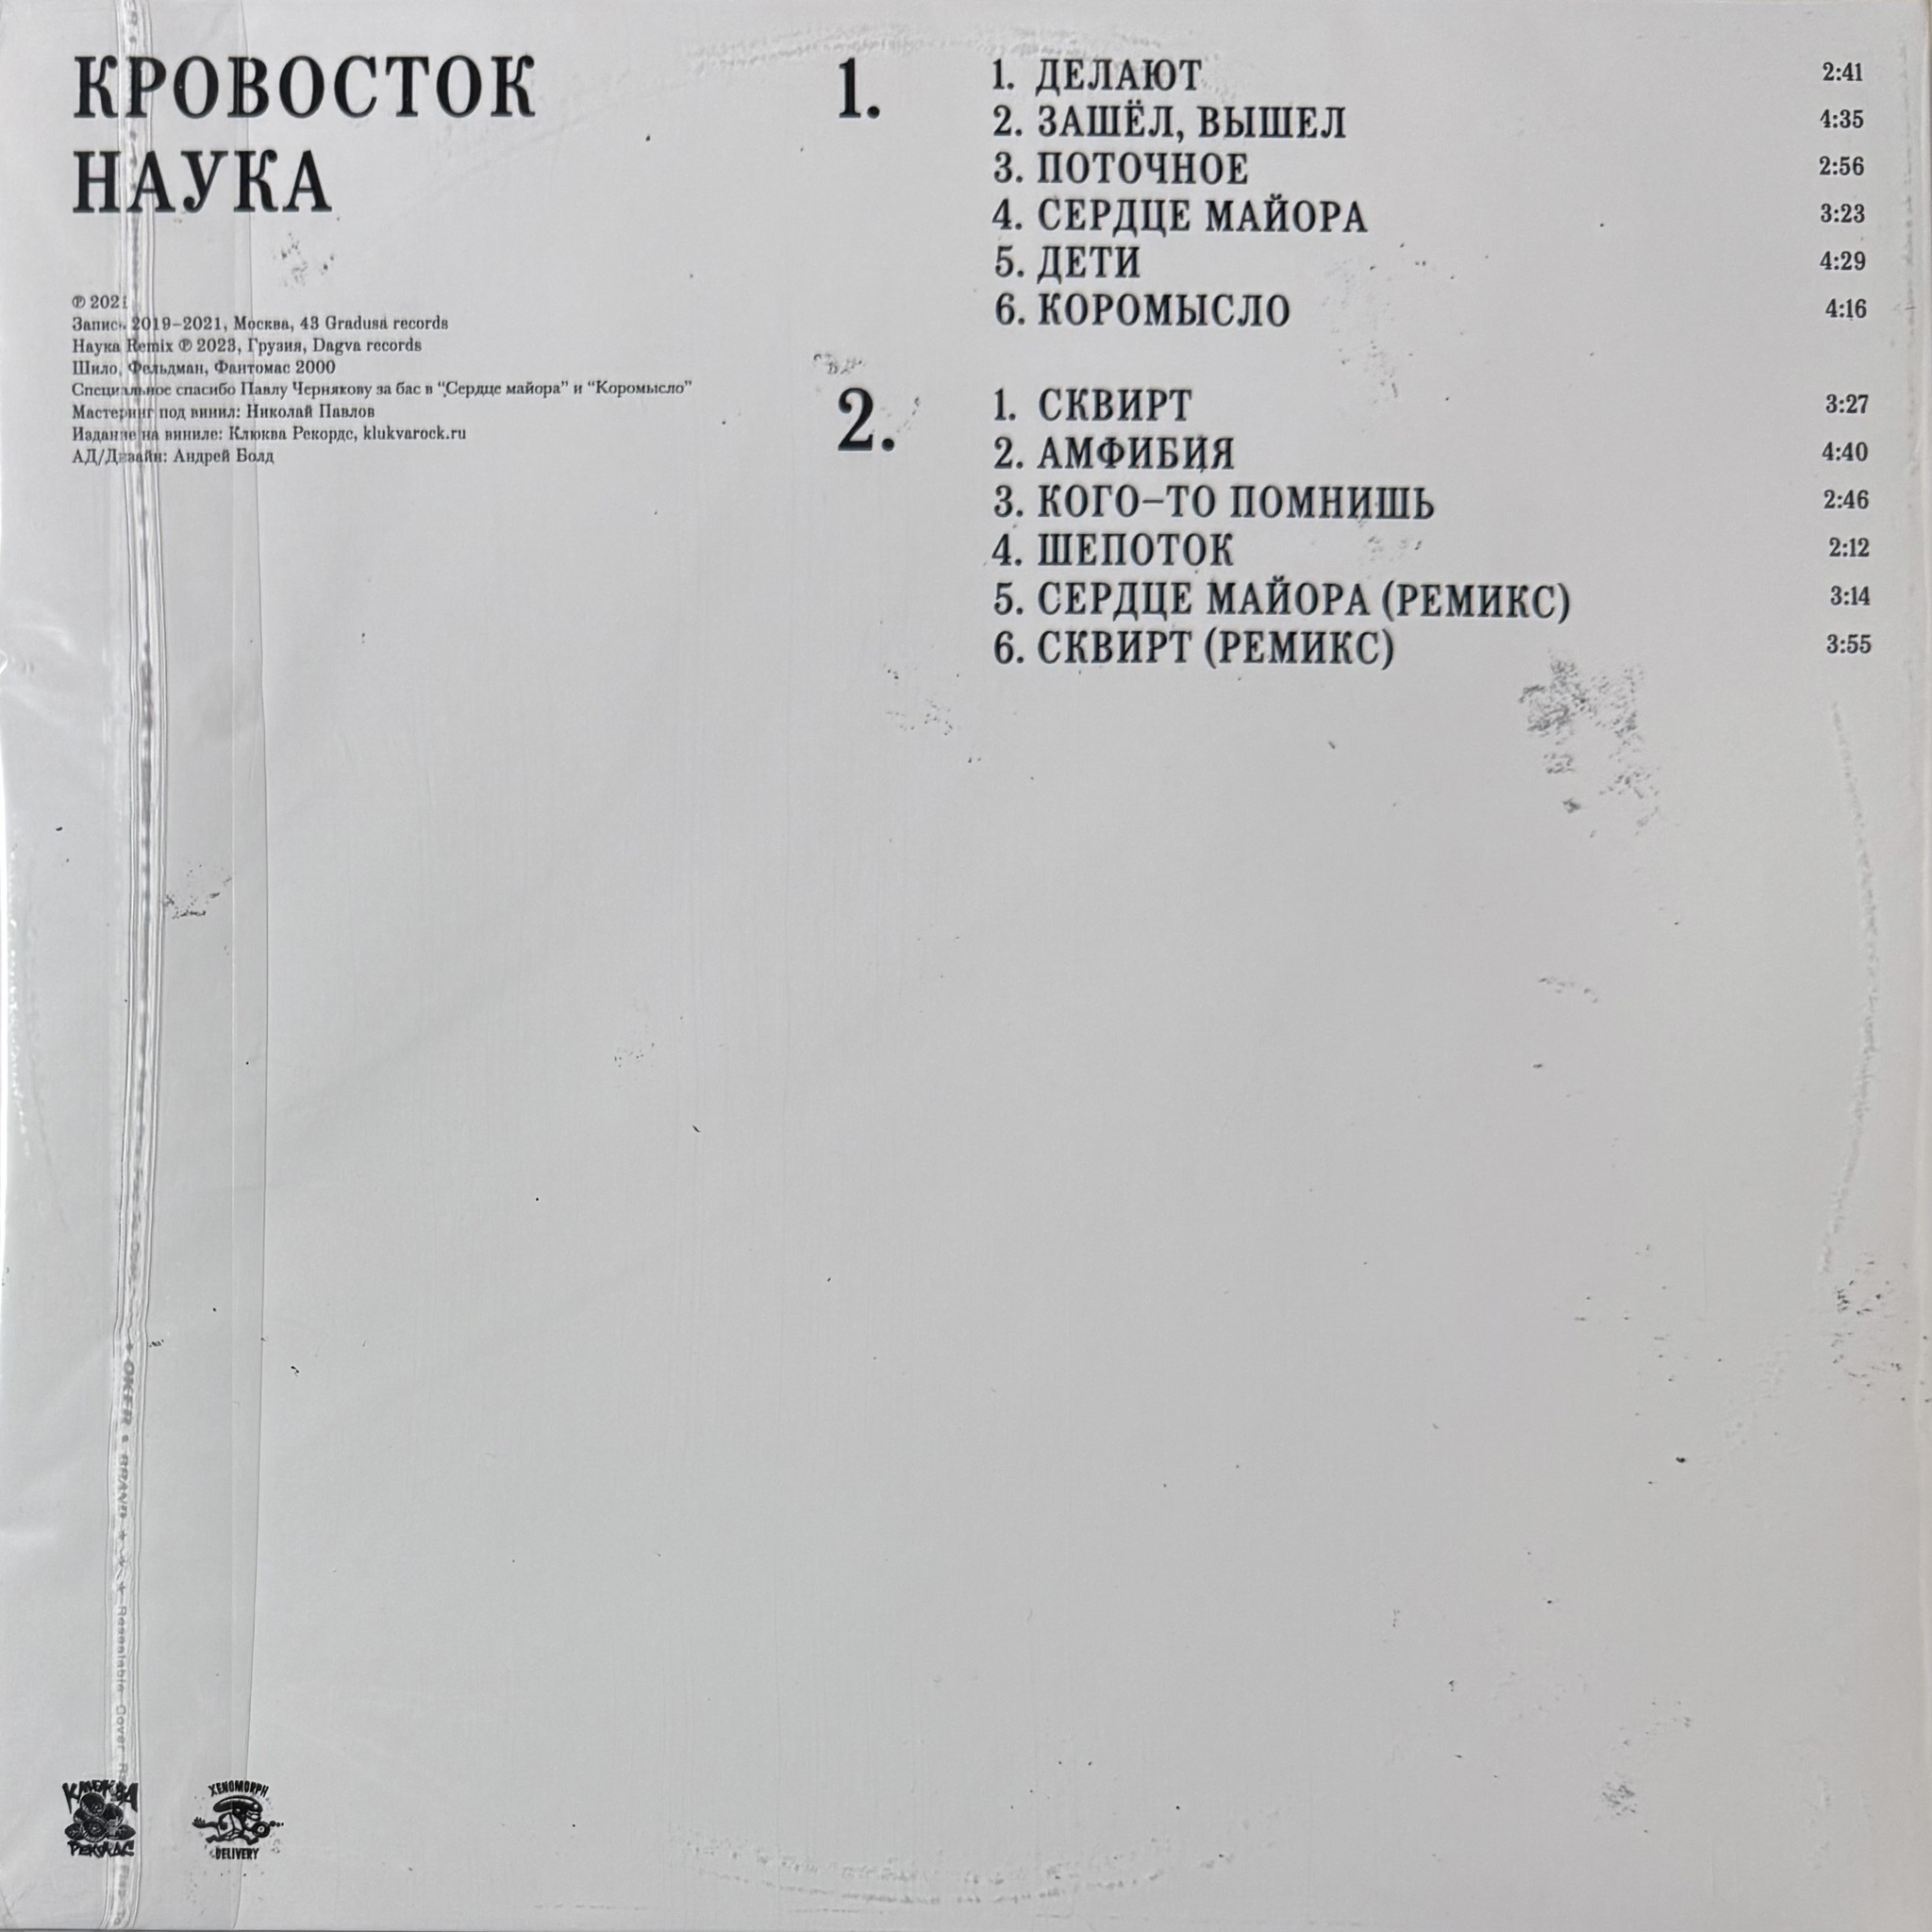 КРОВОСТОК
НАУКА
℗ 2021
Запись 2019–2021, Москва, 43 Gradusa records
Наука Remix ℗ 2023, Грузия, Dagva records
Шило, Фельдман, Фантомас 2000
Специальное спасибо Павлу Чернякову за бас в “Сердце майора” и “Коромысло”
Мастеринг под винил: Николай Павлов
Издание на виниле: Клюква Рекордс, klukvarock.ru
АД/Дизайн: Андрей Болд
1.
1. ДЕЛАЮТ 2:41
2. ЗАШЁЛ, ВЫШЕЛ 4:35
3. ПОТОЧНОЕ 2:56
4. СЕРДЦЕ МАЙОРА 3:23
5. ДЕТИ 4:29
6. КОРОМЫСЛО 4:16
2.
1. СКВИРТ 3:27
2. АМФИБИЯ 4:40
3. КОГО–ТО ПОМНИШЬ 2:46
4. ШЕПОТОК 2:12
5. СЕРДЦЕ МАЙОРА (РЕМИКС) 3:14
6. СКВИРТ (РЕМИКС) 3:55
BRAND Resealable Cover
КЛЮКВА
РЕКОРДС
XENOMORPH
DELIVERY